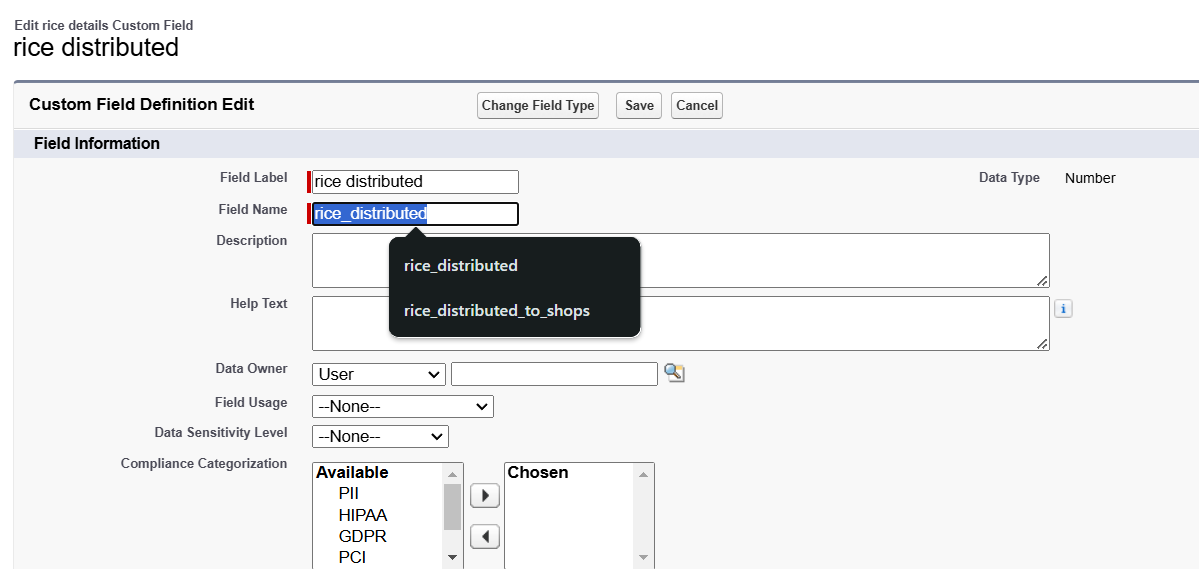 Edit rice details Custom Field
rice distributed
Custom Field Definition Edit
Change Field Type
Save
Cancel
Field Information
Field Label
rice distributed
Data Type
Number
Field Name
rice_distributed
Description
rice_distributed
rice_distributed_to_shops
Help Text
i
Data Owner
User
Field Usage
--None--
Data Sensitivity Level
--None--
Compliance Categorization
Available
PII
HIPAA
GDPR
PCI
Chosen